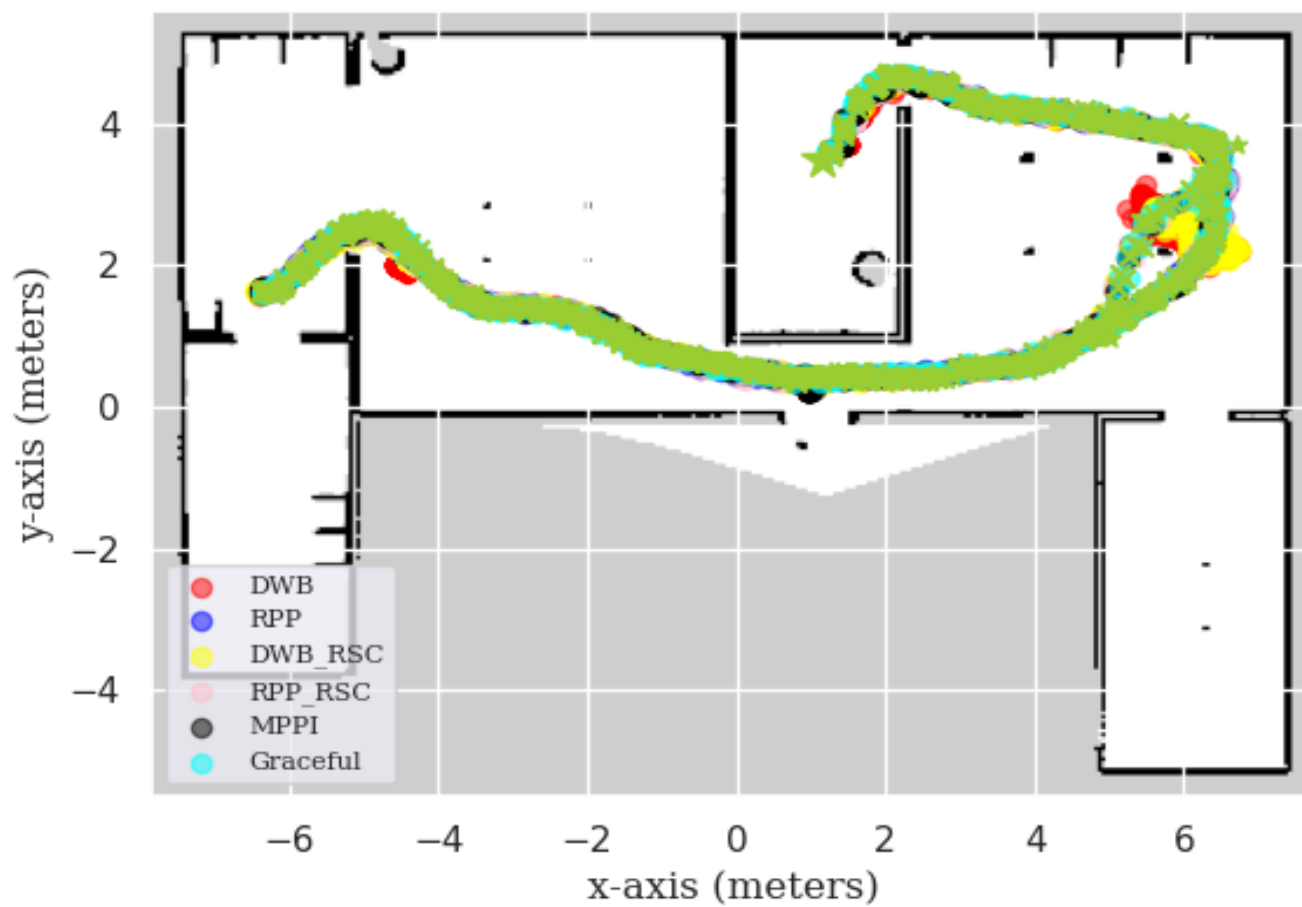 4
2
0
−2
−4
y-axis (meters)
DWB
RPP
DWB_RSC
RPP_RSC
MPPI
Graceful
−6 −4 −2 0 2 4 6
x-axis (meters)